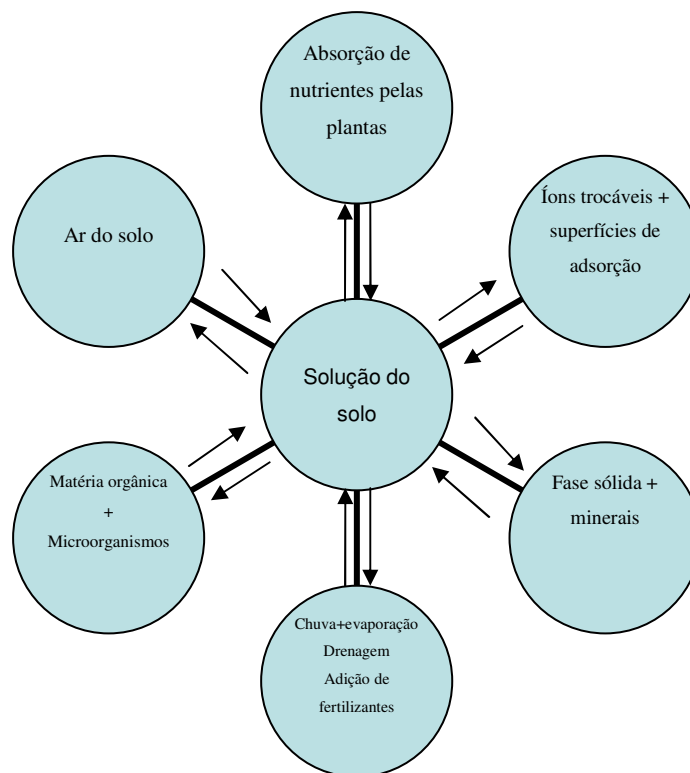 Absorção de
nutrientes pelas
plantas
Ar do solo
Íons trocáveis +
superfícies de
adsorção
Solução do
solo
Matéria orgânica
+
Microorganismos
Fase sólida +
minerais
Chuva+evaporação
Drenagem
Adição de
fertilizantes